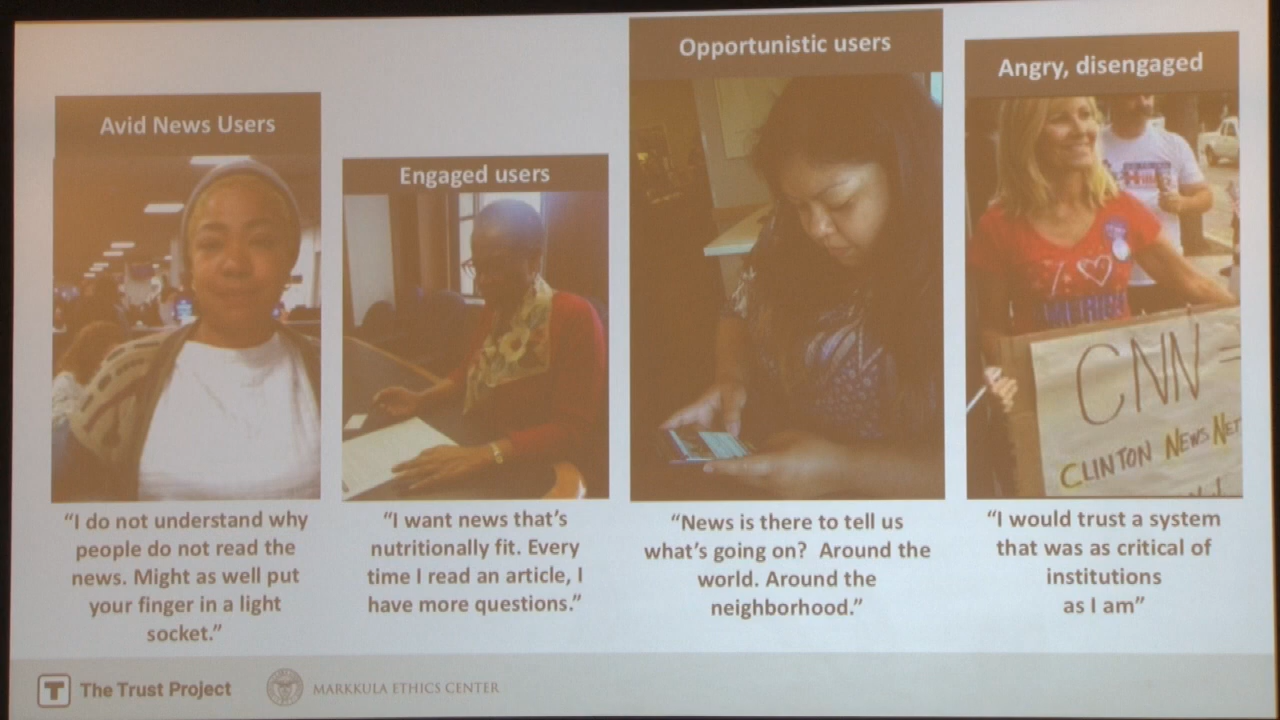 Avid News Users
Engaged users
Opportunistic users
Angry, disengaged
I ♡
AMERICA
CNN =
CLINTON NEWS NET
“I do not understand why
people do not read the
news. Might as well put
your finger in a light
socket.”
“I want news that’s
nutritionally fit. Every
time I read an article, I
have more questions.”
“News is there to tell us
what’s going on? Around the
world. Around the
neighborhood.”
“I would trust a system
that was as critical of
institutions
as I am”
T The Trust Project
MARKKULA ETHICS CENTER